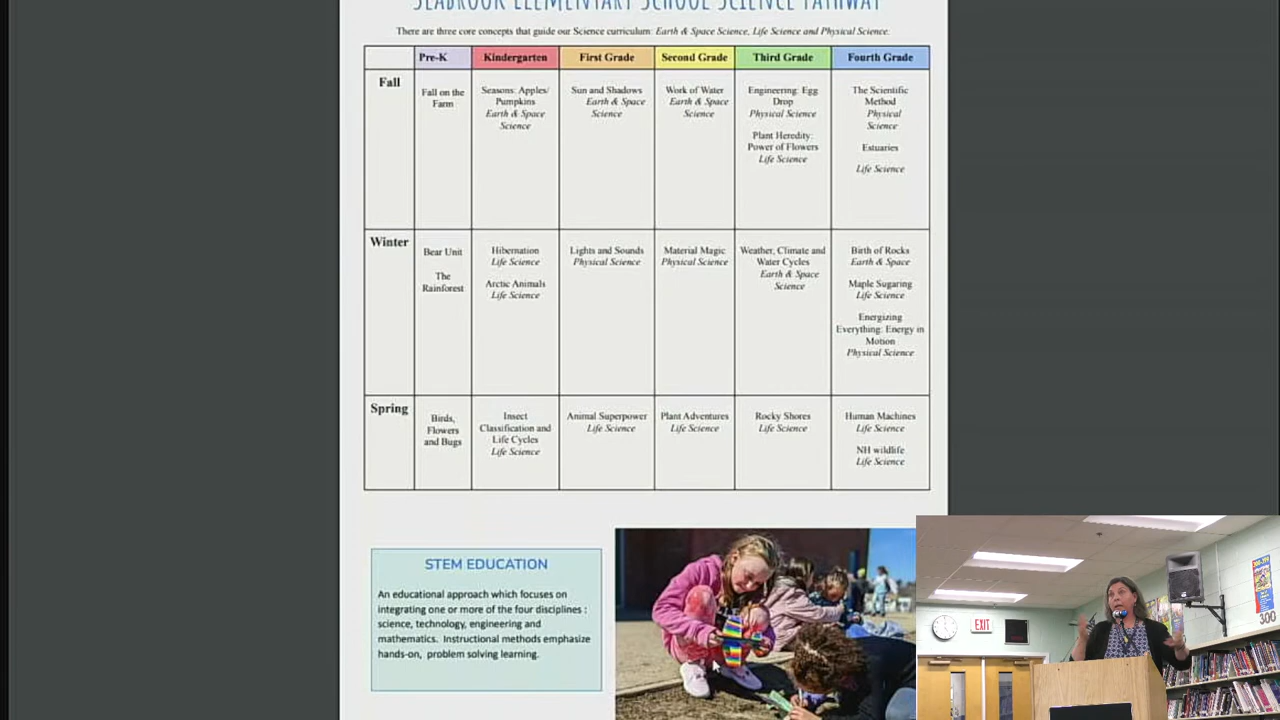 SEABROOK ELEMENTARY SCHOOL SCIENCE PATHWAY
There are three core concepts that guide our Science curriculum: Earth & Space Science, Life Science and Physical Science.
Pre-K Kindergarten First Grade Second Grade Third Grade Fourth Grade
Fall
Fall on the
Farm
Seasons: Apples/
Pumpkins
Earth & Space
Science
Sun and Shadows
Earth & Space
Science
Work of Water
Earth & Space
Science
Engineering: Egg
Drop
Physical Science
Plant Heredity:
Power of Flowers
Life Science
The Scientific
Method
Physical
Science
Estuaries
Life Science
Winter
Bear Unit
The
Rainforest
Hibernation
Life Science
Arctic Animals
Life Science
Lights and Sounds
Physical Science
Material Magic
Physical Science
Weather, Climate and
Water Cycles
Earth & Space
Science
Birth of Rocks
Earth & Space
Maple Sugaring
Life Science
Energizing
Everything: Energy in
Motion
Physical Science
Spring
Birds,
Flowers
and Bugs
Insect
Classification and
Life Cycles
Life Science
Animal Superpower
Life Science
Plant Adventures
Life Science
Rocky Shores
Life Science
Human Machines
Life Science
NH wildlife
Life Science
STEM EDUCATION
An educational approach which focuses on
integrating one or more of the four disciplines :
science, technology, engineering and
mathematics. Instructional methods emphasize
hands-on, problem solving learning.
EXIT
300